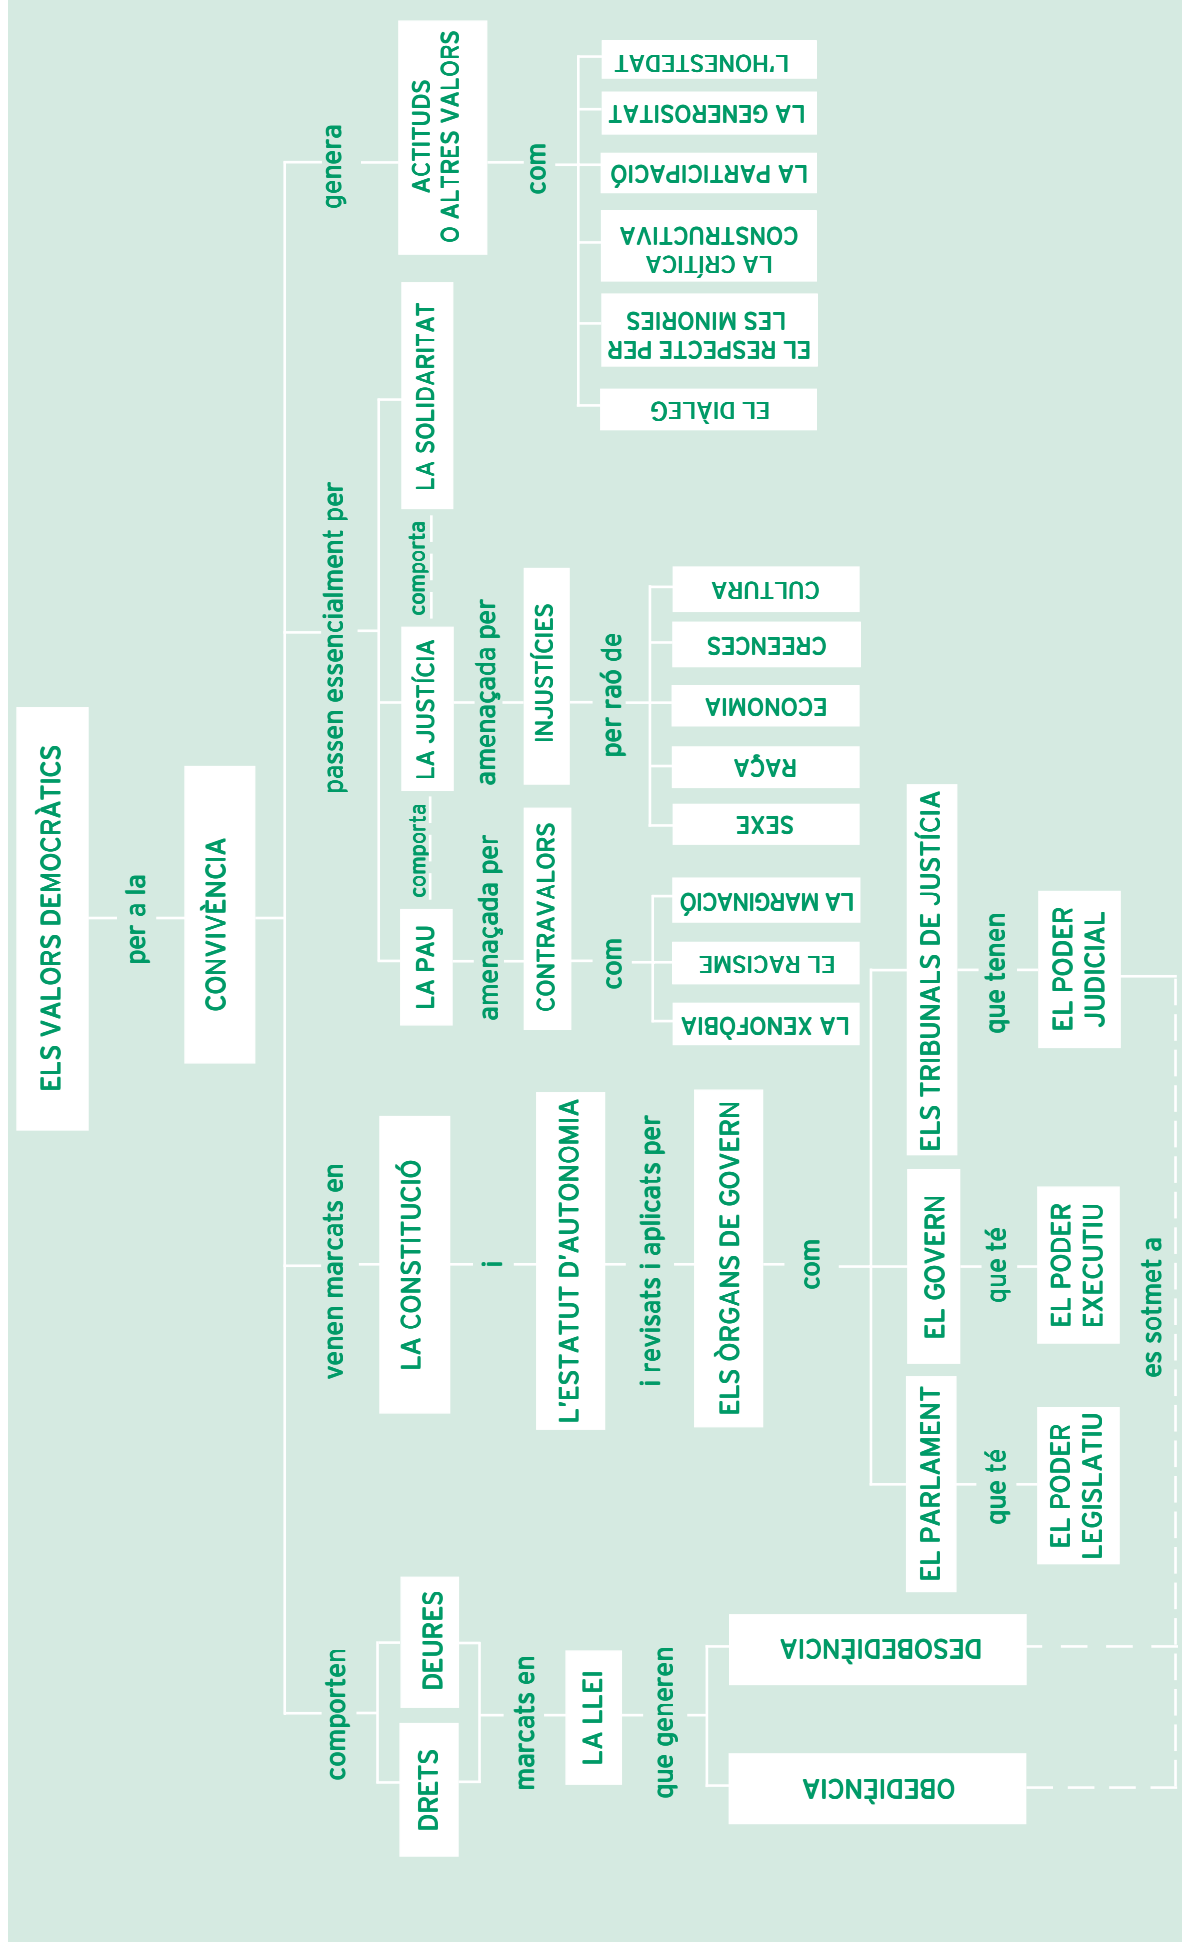 ELS VALORS DEMOCRÀTICS
per a la
CONVIVÈNCIA
comporten
DRETS
DEURES
marcats en
LA LLEI
que generen
OBEDIÈNCIA
DESOBEDIÈNCIA
venen marcats en
LA CONSTITUCIÓ
i
L'ESTATUT D'AUTONOMIA
i revisats i aplicats per
ELS ÒRGANS DE GOVERN
com
EL PARLAMENT
que té
EL PODER
LEGISLATIU
EL GOVERN
que té
EL PODER
EXECUTIU
ELS TRIBUNALS DE JUSTÍCIA
que tenen
EL PODER
JUDICIAL
es sotmet a
passen essencialment per
LA PAU
comporta
LA JUSTÍCIA
comporta
LA SOLIDARITAT
amenaçada per
CONTRAVALORS
com
LA XENOFÒBIA
EL RACISME
LA MARGINACIÓ
amenaçada per
INJUSTÍCIES
per raó de
SEXE
RAÇA
ECONOMIA
CREENCES
CULTURA
genera
ACTITUDS
O ALTRES VALORS
com
EL DIÀLEG
EL RESPECTE PER
LES MINORIES
LA CRÍTICA
CONSTRUCTIVA
LA PARTICIPACIÓ
LA GENEROSITAT
L'HONESTEDAT